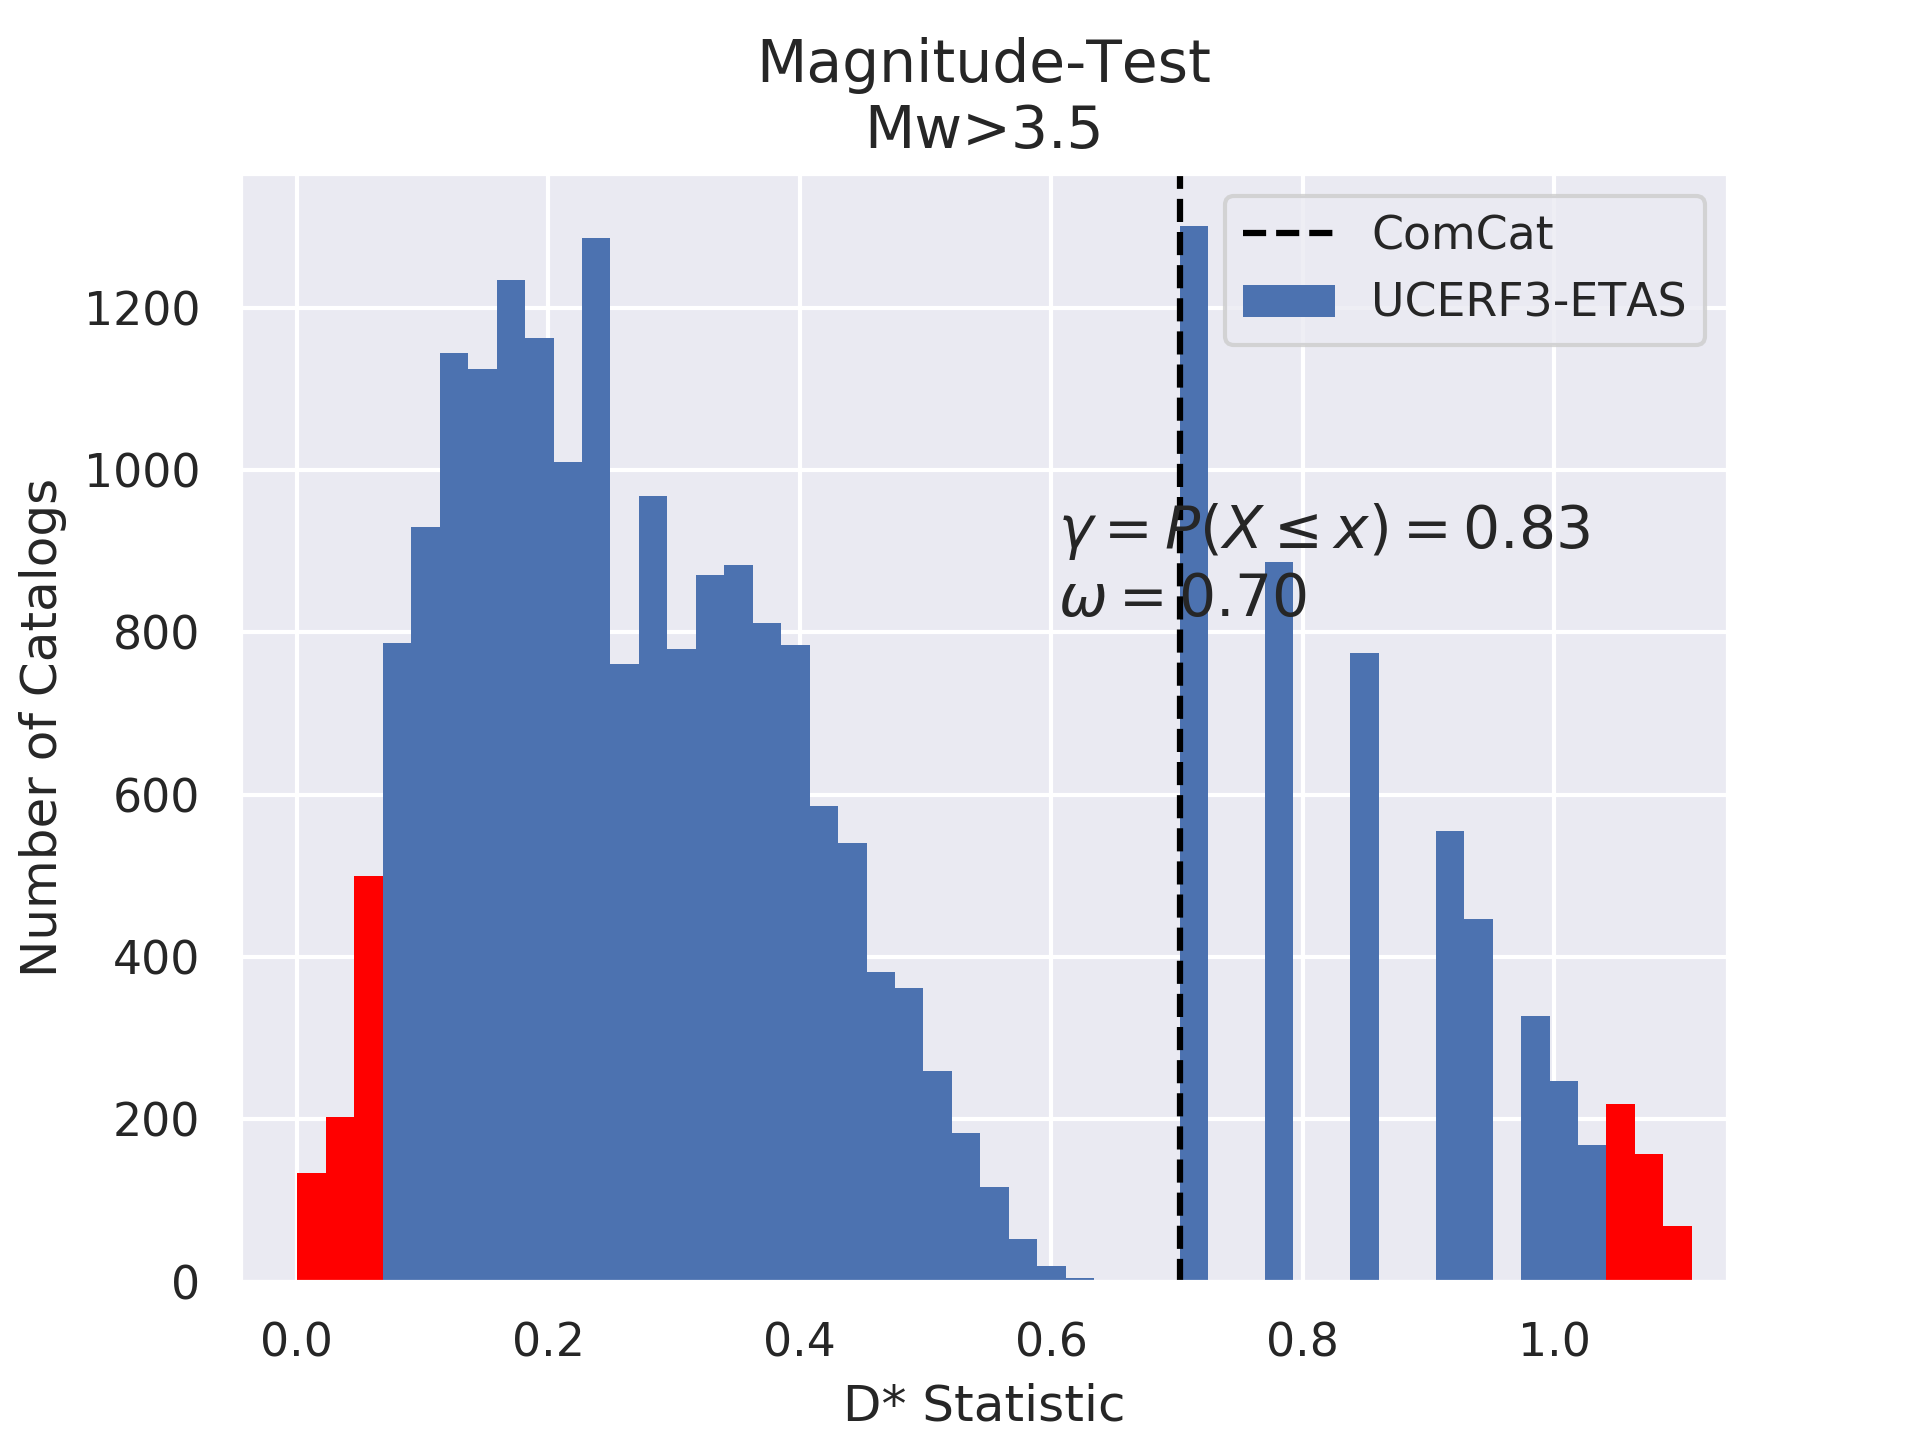 Magnitude-Test
Mw>3.5
ComCat
UCERF3-ETAS
γ = P(X ≤ x) = 0.83
ω = 0.70
Number of Catalogs
1200
1000
800
600
400
200
0
0.0 0.2 0.4 0.6 0.8 1.0
D* Statistic